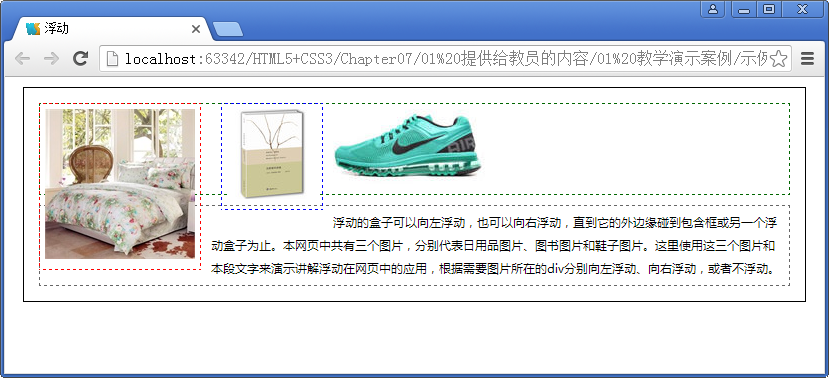 浮动
localhost:63342/HTML5+CSS3/Chapter07/01%20提供给教员的内容/01%20教学演示案例/示例
浮动的盒子可以向左浮动，也可以向右浮动，直到它的外边缘碰到包含框或另一个浮
动盒子为止。本网页中共有三个图片，分别代表日用品图片、图书图片和鞋子图片。这里使用这三个图片和
本段文字来演示讲解浮动在网页中的应用，根据需要图片所在的div分别向左浮动、向右浮动，或者不浮动。